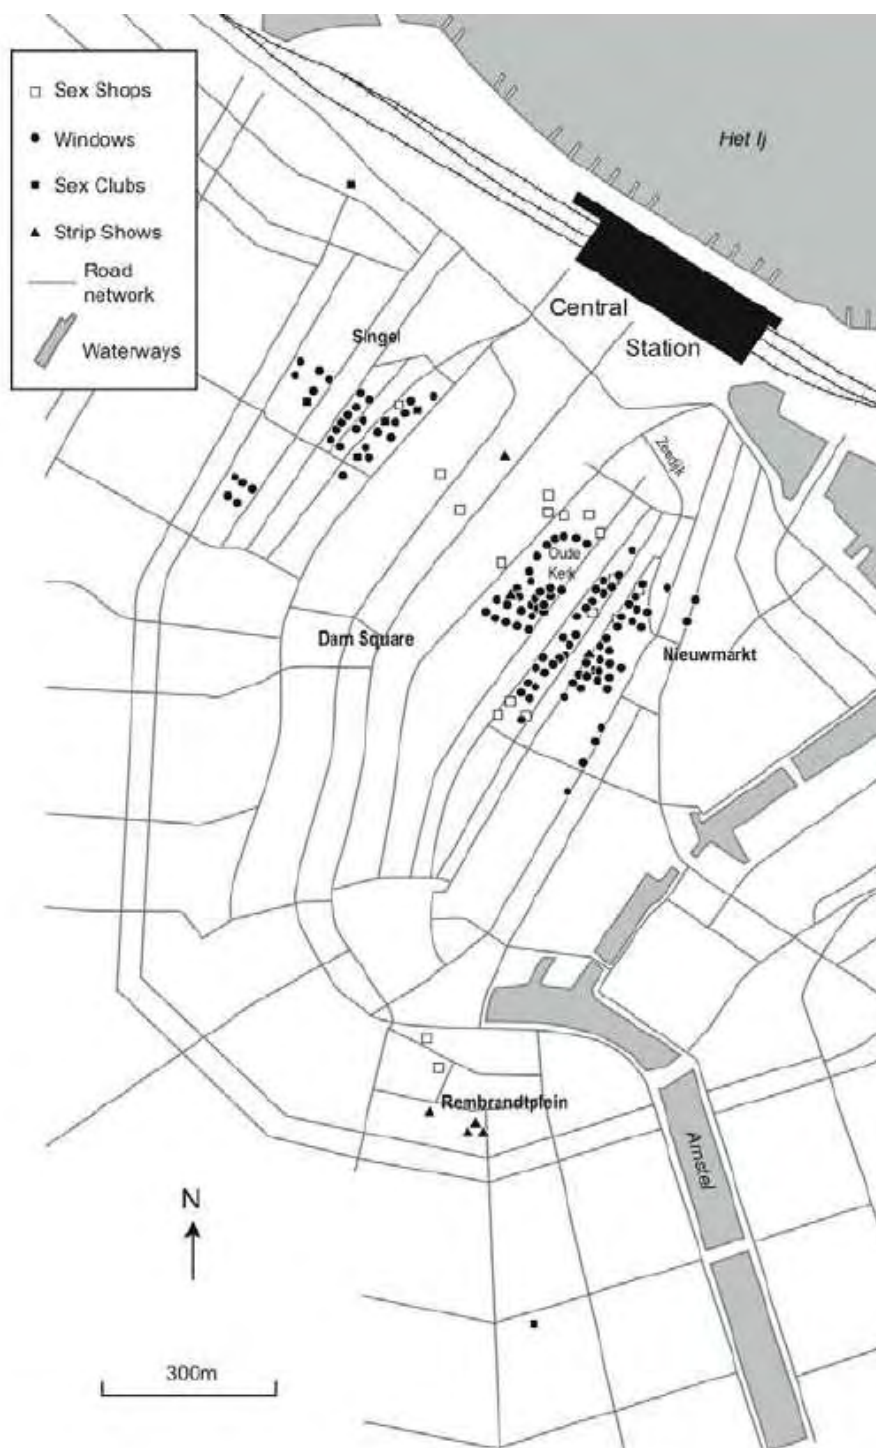 Sex Shops
Windows
Sex Clubs
Strip Shows
Road
network
Waterways
Het Ij
Central
Station
Singel
Zeedijk
Oude
Kerk
Dam Square
Nieuwmarkt
Rembrandtplein
Amstel
N
300m